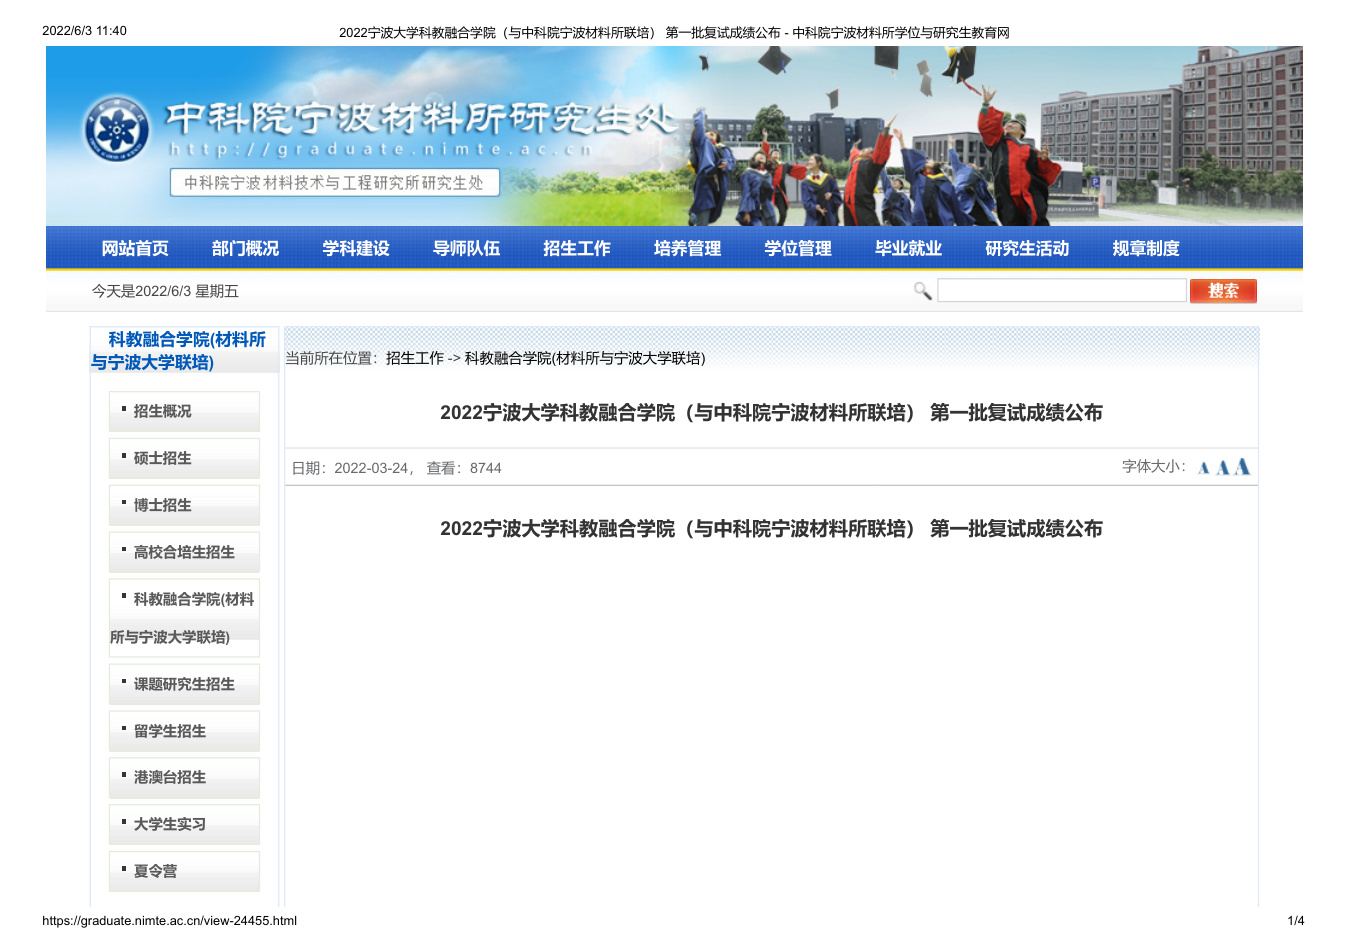 2022/6/3 11:40
2022宁波大学科教融合学院（与中科院宁波材料所联培） 第一批复试成绩公布 - 中科院宁波材料所学位与研究生教育网
中科院宁波材料所研究生处
http://graduate.nimte.ac.cn
中科院宁波材料技术与工程研究所研究生处
网站首页 部门概况 学科建设 导师队伍 招生工作 培养管理 学位管理 毕业就业 研究生活动 规章制度
今天是2022/6/3 星期五
搜索
科教融合学院(材料所
与宁波大学联培)
招生概况
硕士招生
博士招生
高校合培生招生
科教融合学院(材料
所与宁波大学联培)
课题研究生招生
留学生招生
港澳台招生
大学生实习
夏令营
当前所在位置：招生工作 -> 科教融合学院(材料所与宁波大学联培)
2022宁波大学科教融合学院（与中科院宁波材料所联培） 第一批复试成绩公布
日期：2022-03-24， 查看：8744
字体大小： A A A
2022宁波大学科教融合学院（与中科院宁波材料所联培） 第一批复试成绩公布
https://graduate.nimte.ac.cn/view-24455.html
1/4